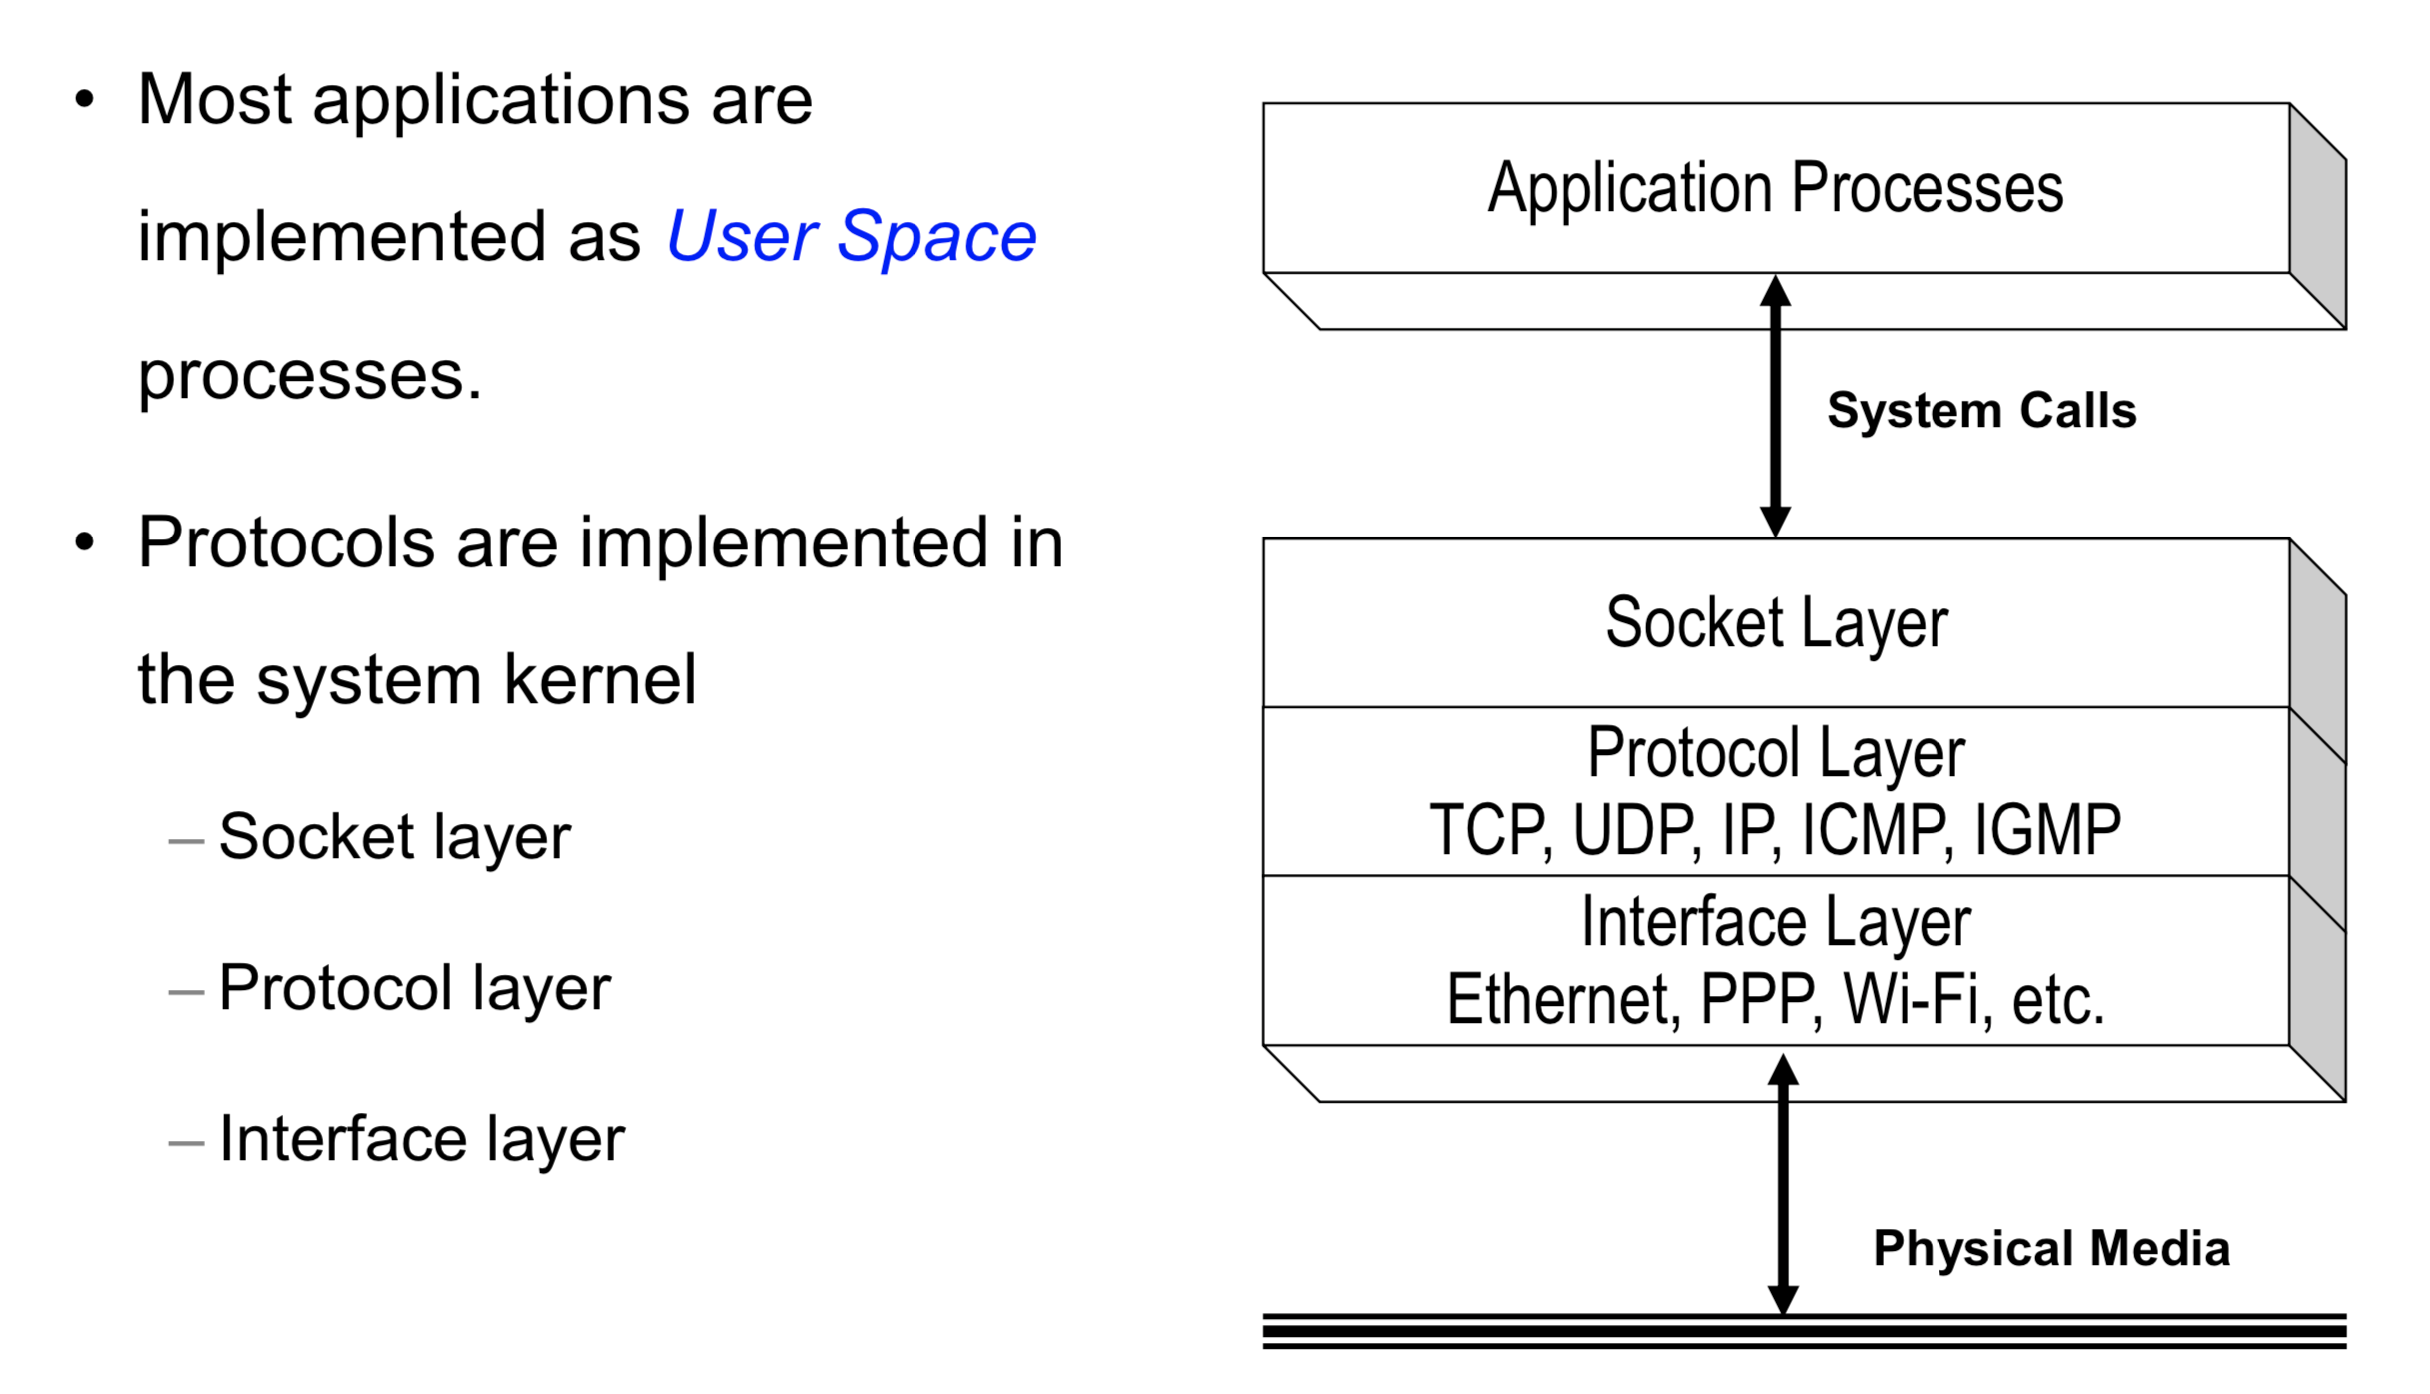 • Most applications are
implemented as User Space
processes.
• Protocols are implemented in
the system kernel
– Socket layer
– Protocol layer
– Interface layer
Application Processes
System Calls
Socket Layer
Protocol Layer
TCP, UDP, IP, ICMP, IGMP
Interface Layer
Ethernet, PPP, Wi-Fi, etc.
Physical Media